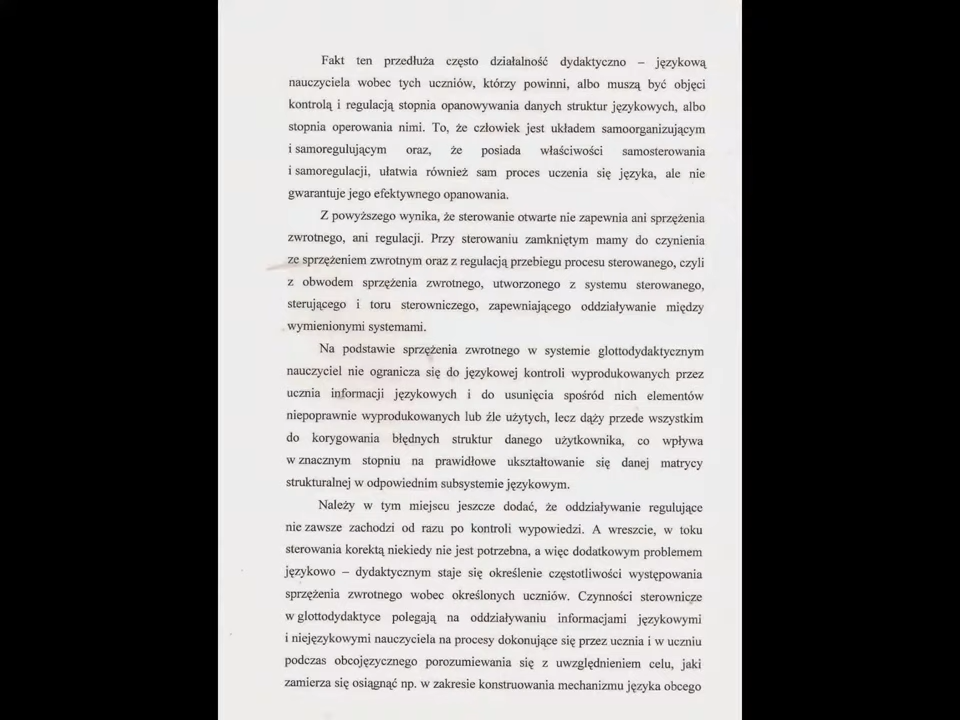 Fakt ten przedłuża często działalność dydaktyczno – językową
nauczyciela wobec tych uczniów, którzy powinni, albo muszą być objęci
kontrolą i regulacją stopnia opanowywania danych struktur językowych, albo
stopnia operowania nimi. To, że człowiek jest układem samoorganizującym
i samoregulującym oraz, że posiada właściwości samosterowania
i samoregulacji, ułatwia również sam proces uczenia się języka, ale nie
gwarantuje jego efektywnego opanowania.
Z powyższego wynika, że sterowanie otwarte nie zapewnia ani sprzężenia
zwrotnego, ani regulacji. Przy sterowaniu zamkniętym mamy do czynienia
ze sprzężeniem zwrotnym oraz z regulacją przebiegu procesu sterowanego, czyli
z obwodem sprzężenia zwrotnego, utworzonego z systemu sterowanego,
sterującego i toru sterowniczego, zapewniającego oddziaływanie między
wymienionymi systemami.
Na podstawie sprzężenia zwrotnego w systemie glottodydaktycznym
nauczyciel nie ogranicza się do językowej kontroli wyprodukowanych przez
ucznia informacji językowych i do usunięcia spośród nich elementów
niepoprawnie wyprodukowanych lub źle użytych, lecz dąży przede wszystkim
do korygowania błędnych struktur danego użytkownika, co wpływa
w znacznym stopniu na prawidłowe ukształtowanie się danej matrycy
strukturalnej w odpowiednim subsystemie językowym.
Należy w tym miejscu jeszcze dodać, że oddziaływanie regulujące
nie zawsze zachodzi od razu po kontroli wypowiedzi. A wreszcie, w toku
sterowania korektą niekiedy nie jest potrzebna, a więc dodatkowym problemem
językowo – dydaktycznym staje się określenie częstotliwości występowania
sprzężenia zwrotnego wobec określonych uczniów. Czynności sterownicze
w glottodydaktyce polegają na oddziaływaniu informacjami językowymi
i niejęzykowymi nauczyciela na procesy dokonujące się przez ucznia i w uczniu
podczas obcojęzycznego porozumiewania się z uwzględnieniem celu, jaki
zamierza się osiągnąć np. w zakresie konstruowania mechanizmu języka obcego